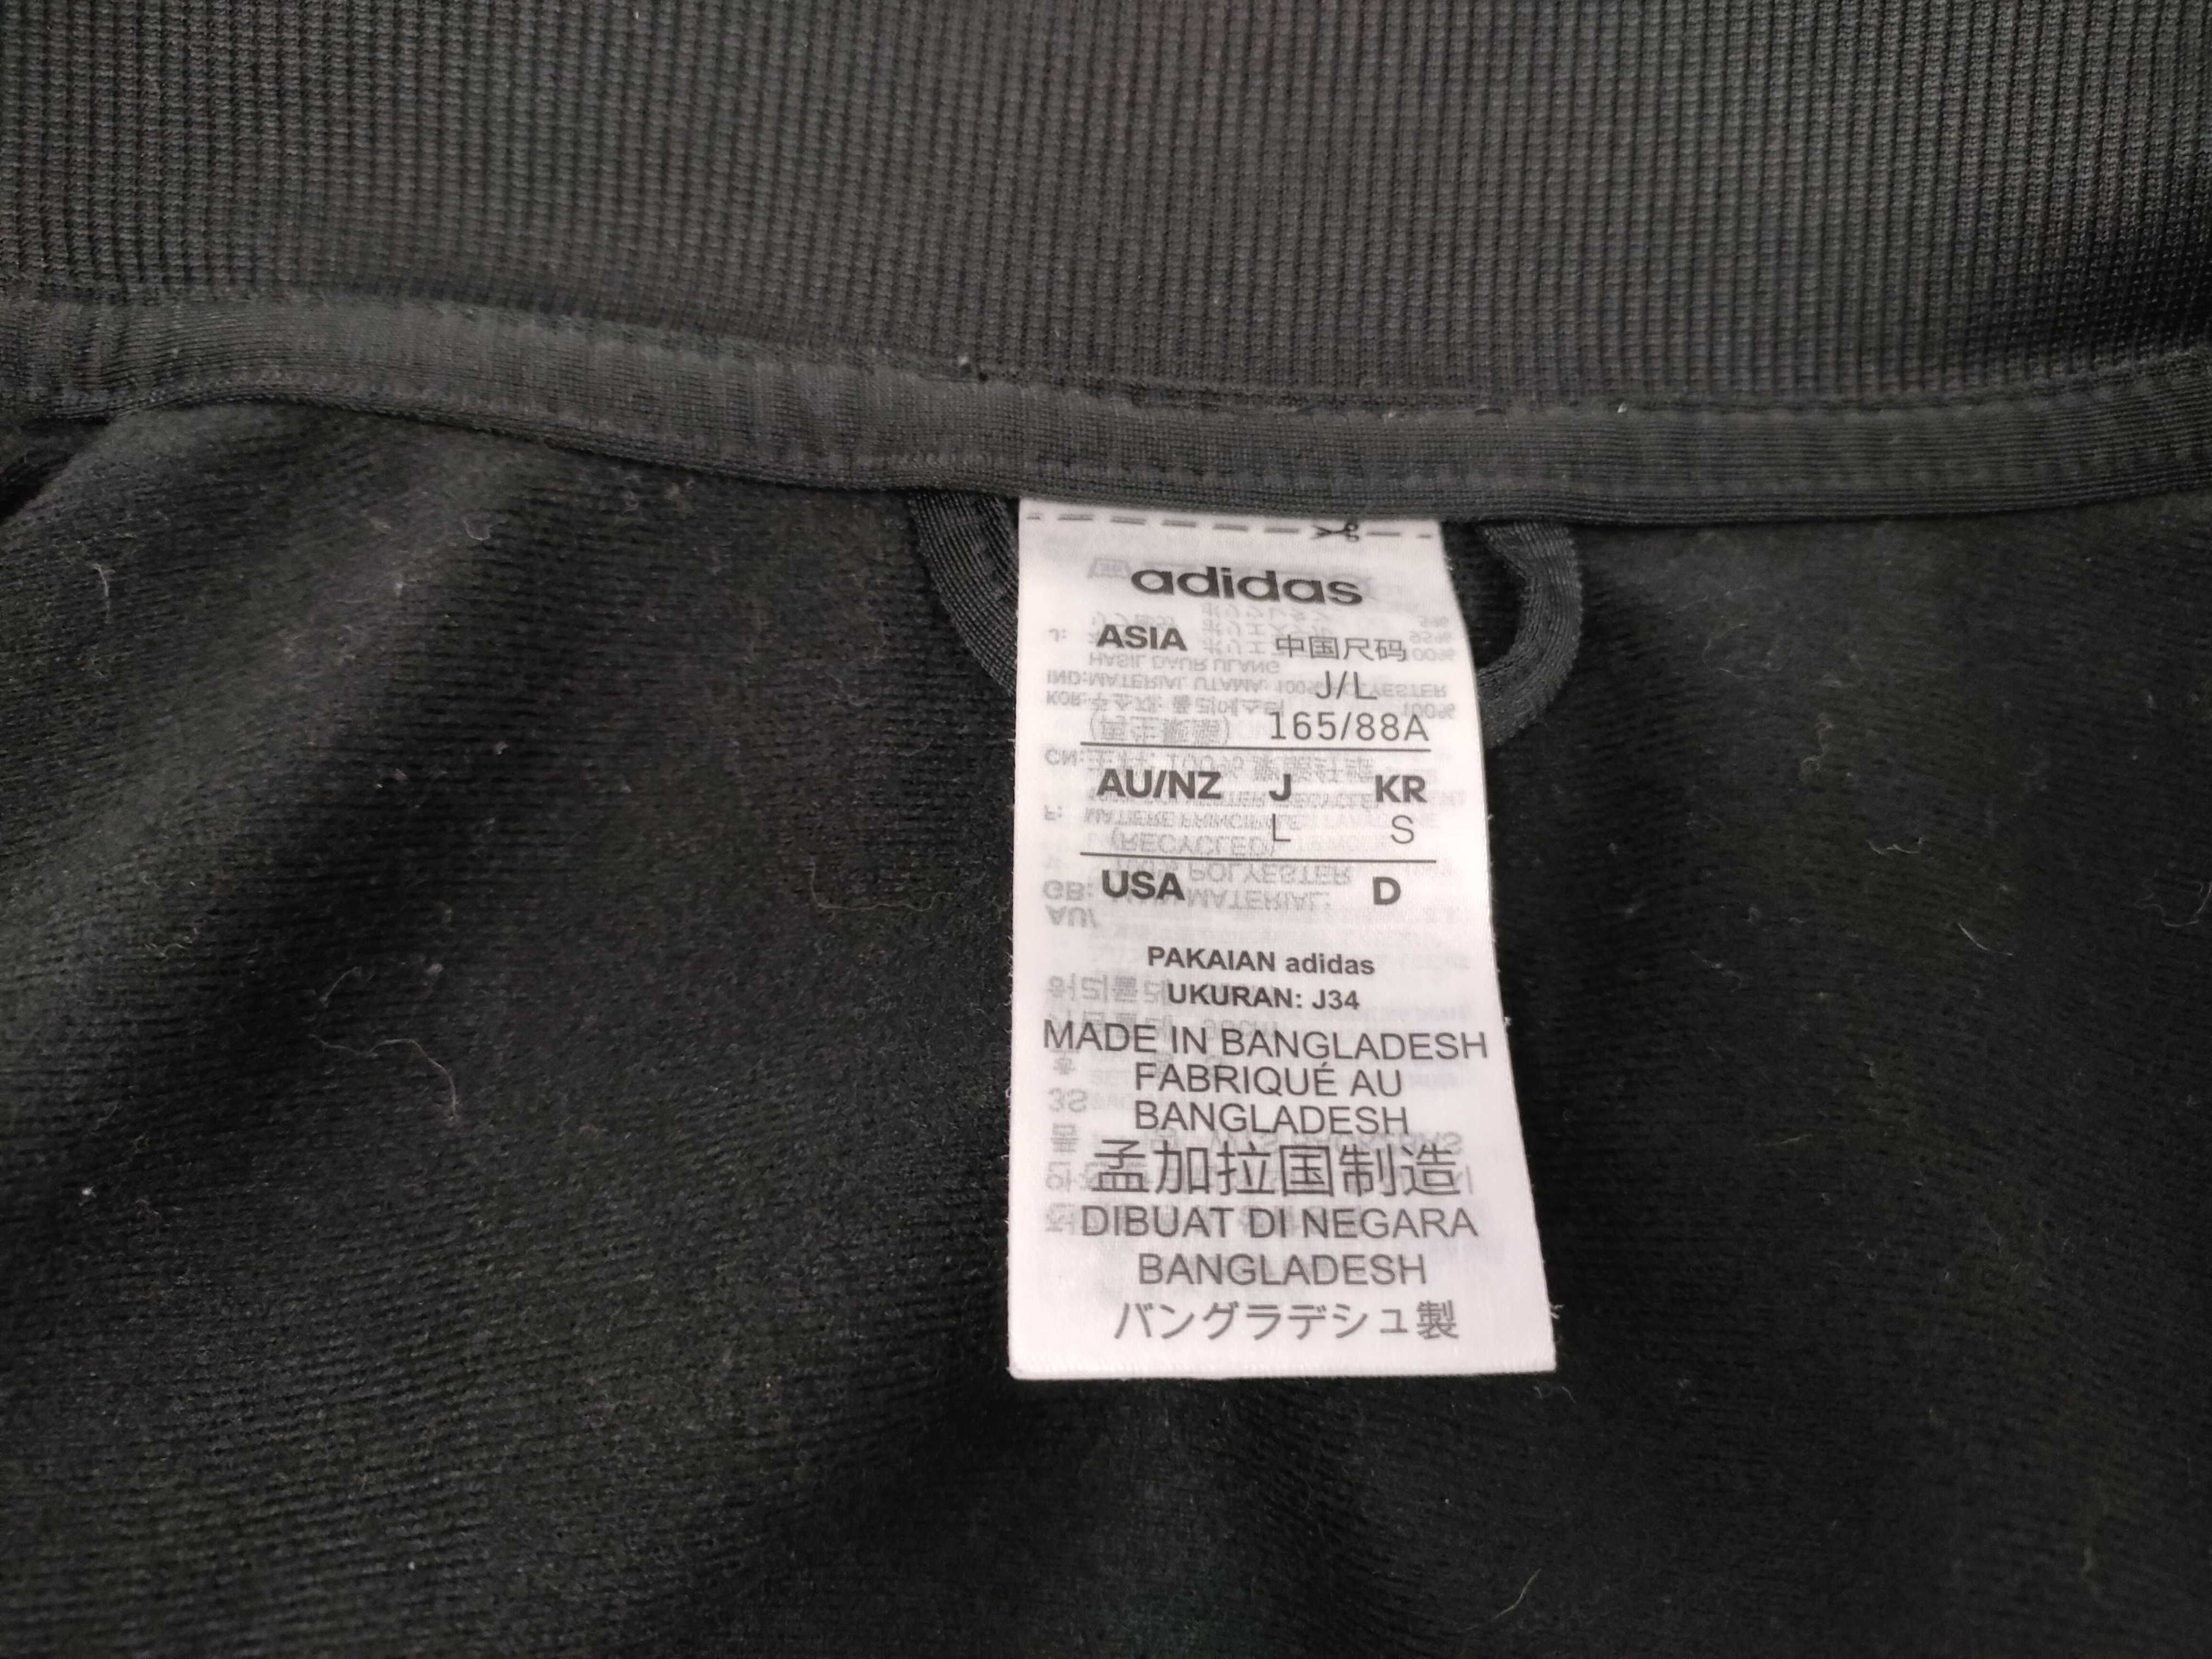 adidas
ASIA 中国尺码
J/L
165/88A
AU/NZ J KR
L S
USA D
PAKAIAN adidas
UKURAN: J34
MADE IN BANGLADESH
FABRIQUÉ AU
BANGLADESH
孟加拉国制造
DIBUAT DI NEGARA
BANGLADESH
バングラデシュ製